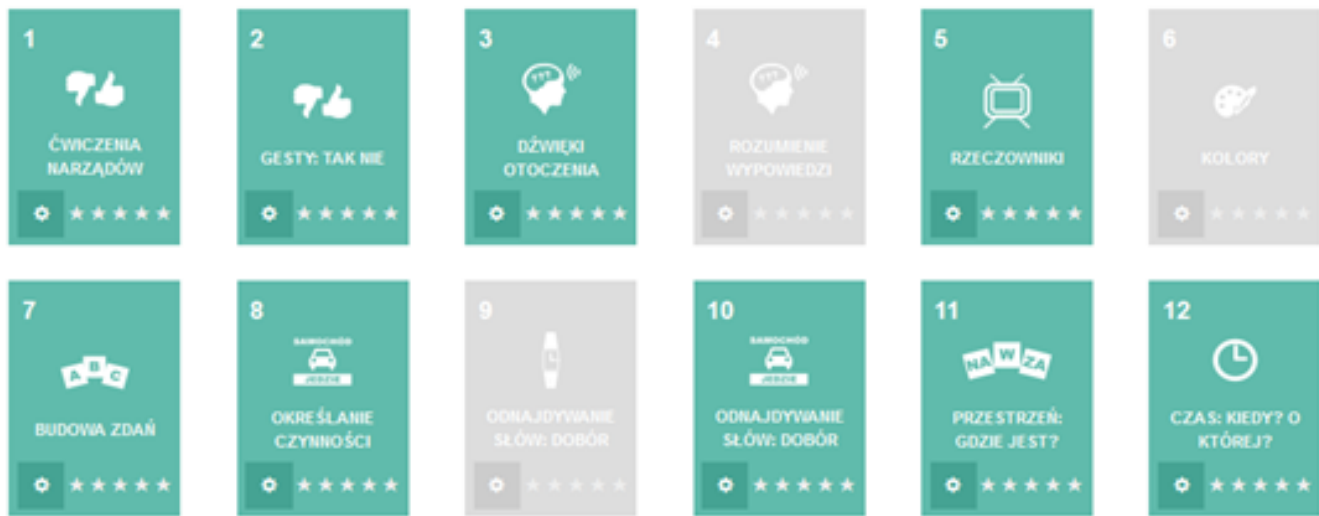 1
ĆWICZENIA
NARZĄDÓW
2
GESTY: TAK NIE
3
???
DŹWIĘKI
OTOCZENIA
4
???
ROZUMIENIE
WYPOWIEDZI
5
RZECZOWNIKI
6
KOLORY
7
A B C
BUDOWA ZDAŃ
8
SAMOCHÓD
JEDZIE
OKREŚLANIE
CZYNNOŚCI
9
ODNAJDYWANIE
SŁÓW: DOBÓR
10
SAMOCHÓD
JEDZIE
ODNAJDYWANIE
SŁÓW: DOBÓR
11
NA W ZA
PRZESTRZEŃ:
GDZIE JEST?
12
CZAS: KIEDY? O
KTÓREJ?